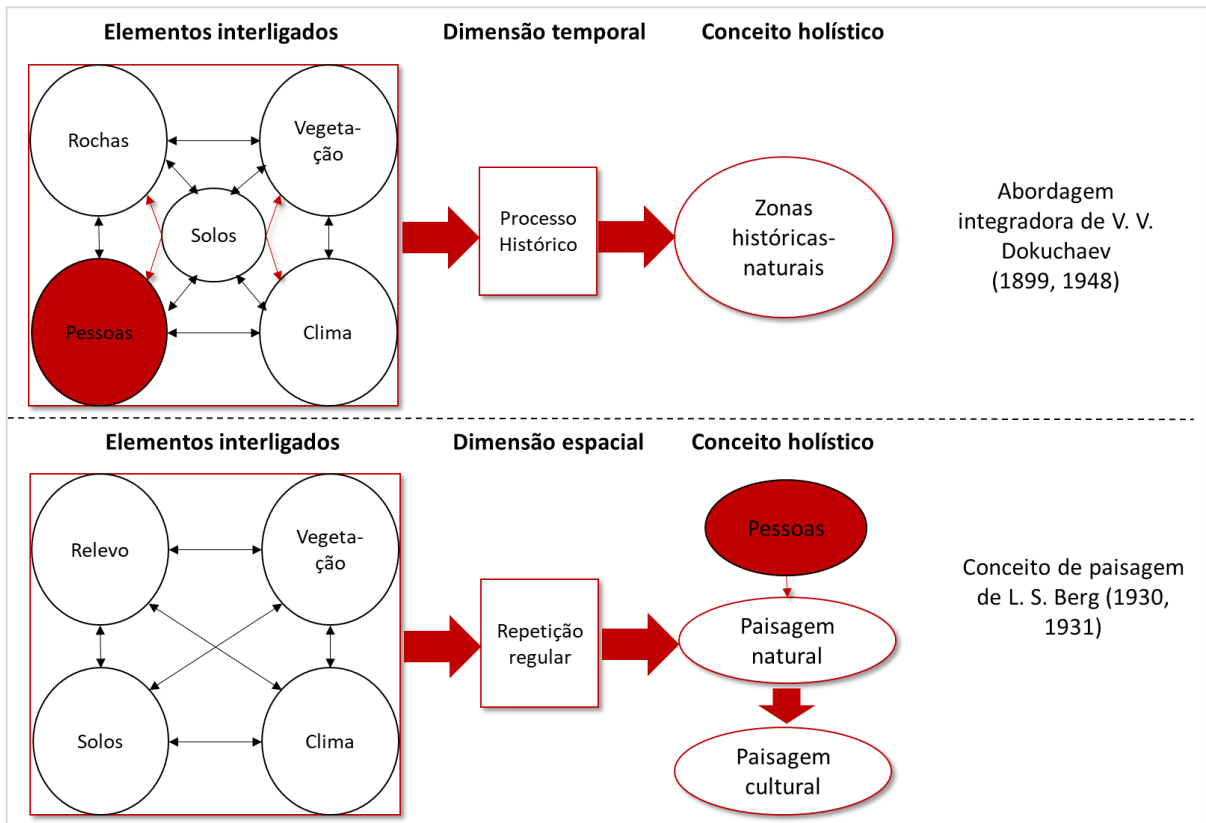 Elementos interligados
Dimensão temporal
Conceito holístico
Rochas
Vegeta-
ção
Solos
Pessoas
Clima
Processo
Histórico
Zonas
históricas-
naturais
Abordagem
integradora de V. V.
Dokuchaev
(1899, 1948)
Elementos interligados
Dimensão espacial
Conceito holístico
Relevo
Vegeta-
ção
Solos
Clima
Repetição
regular
Pessoas
Paisagem
natural
Paisagem
cultural
Conceito de paisagem
de L. S. Berg (1930,
1931)